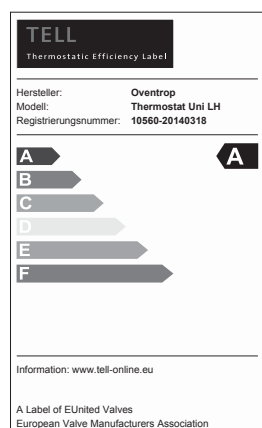 TELL
Thermostatic Efficiency Label
Hersteller: Oventrop
Modell: Thermostat Uni LH
Registrierungsnummer: 10560-20140318
A A
B
C
D
E
F
Information: www.tell-online.eu
A Label of EUnited Valves
European Valve Manufacturers Association